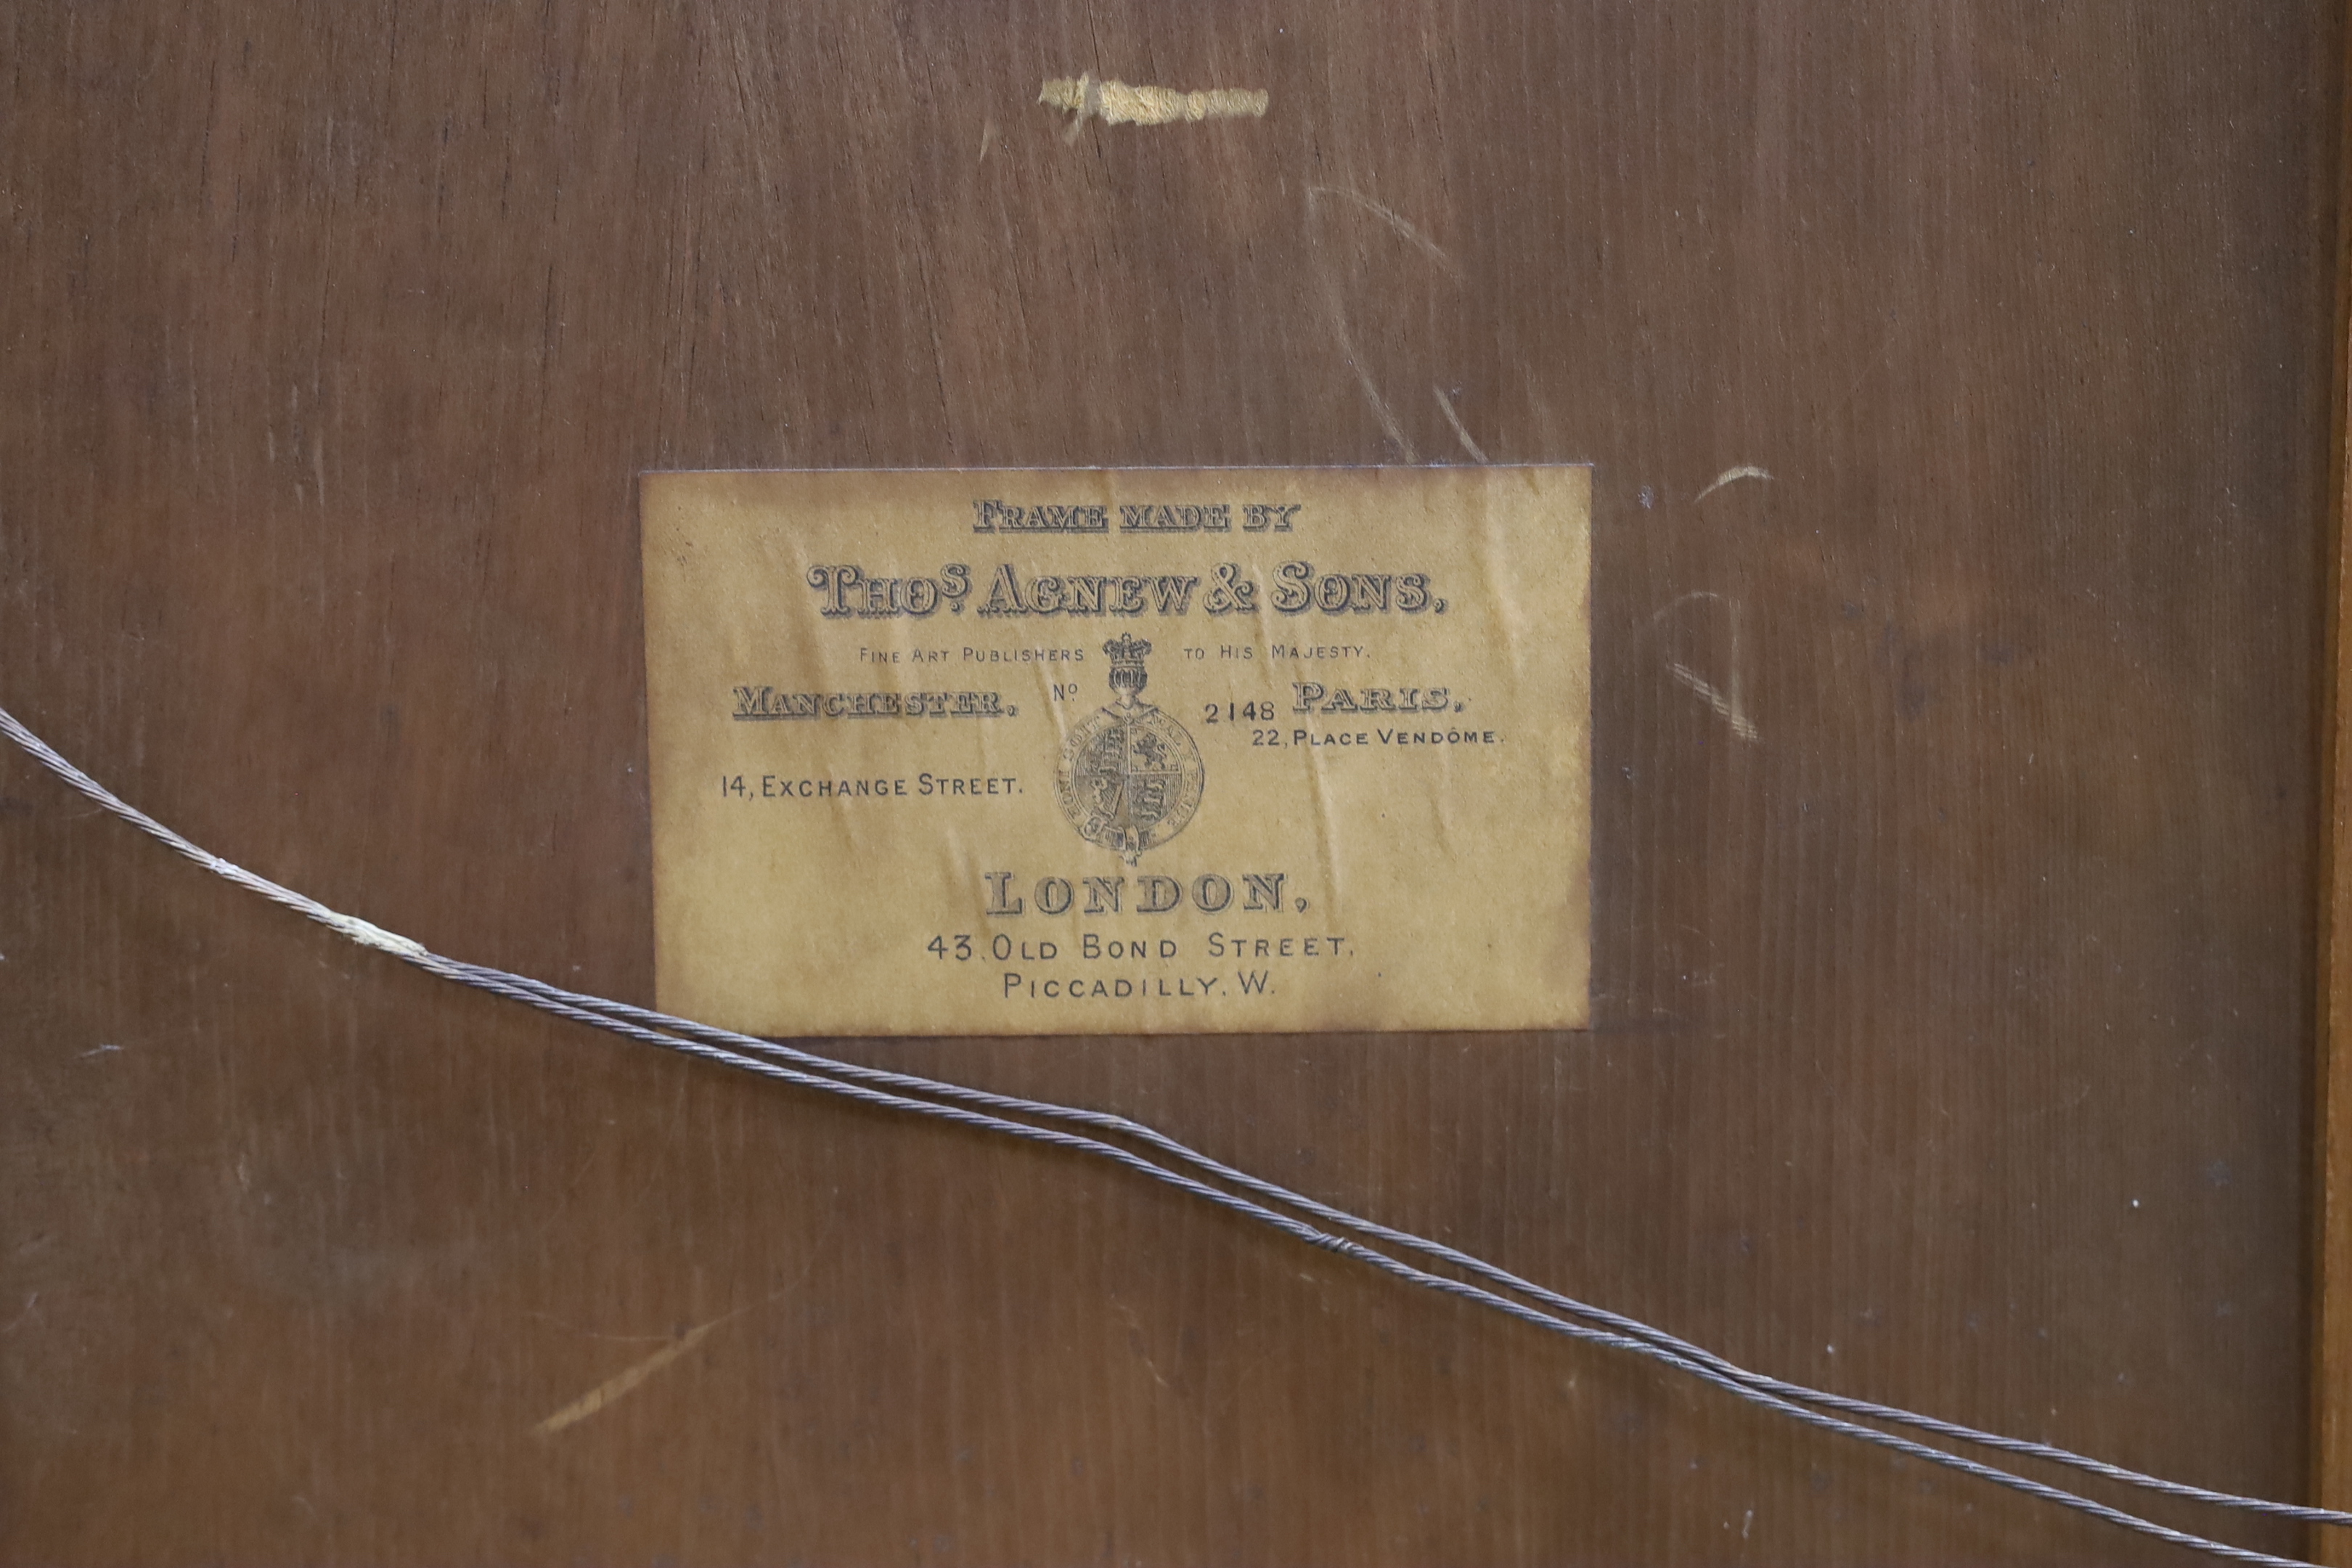 FRAME MADE BY
THOS. AGNEW & SONS,
FINE ART PUBLISHERS TO HIS MAJESTY.
MANCHESTER, No. 2148 PARIS,
22, PLACE VENDÔME.
14, EXCHANGE STREET.
LONDON,
43. OLD BOND STREET.
PICCADILLY. W.